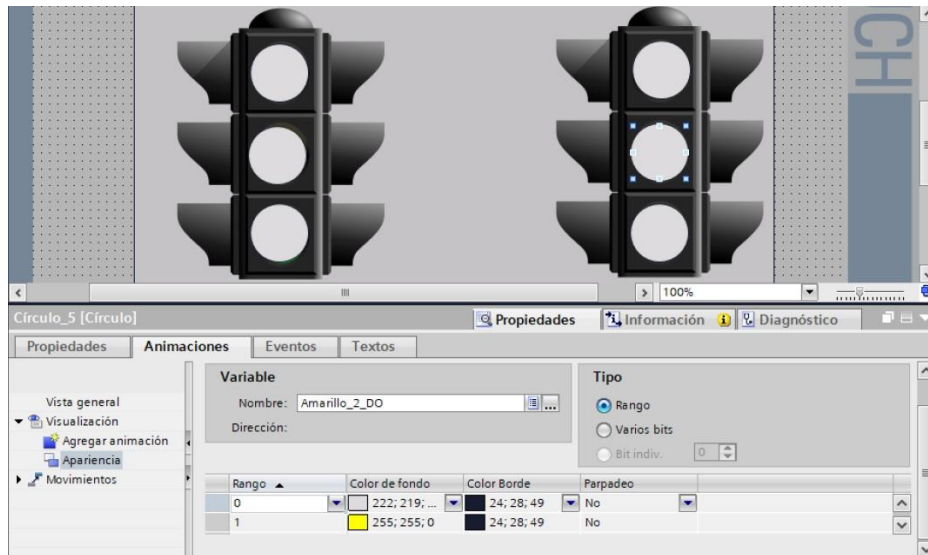 CH
100%
Círculo_5 [Círculo]
Propiedades
Información
Diagnóstico
Propiedades
Animaciones
Eventos
Textos
Vista general
Visualización
Agregar animación
Apariencia
Movimientos
Variable
Nombre: Amarillo_2_DO ...
Dirección:
Tipo
Rango
Varios bits
Bit indiv. 0
Rango Color de fondo Color Borde Parpadeo
0 222; 219; ... 24; 28; 49 No
1 255; 255; 0 24; 28; 49 No